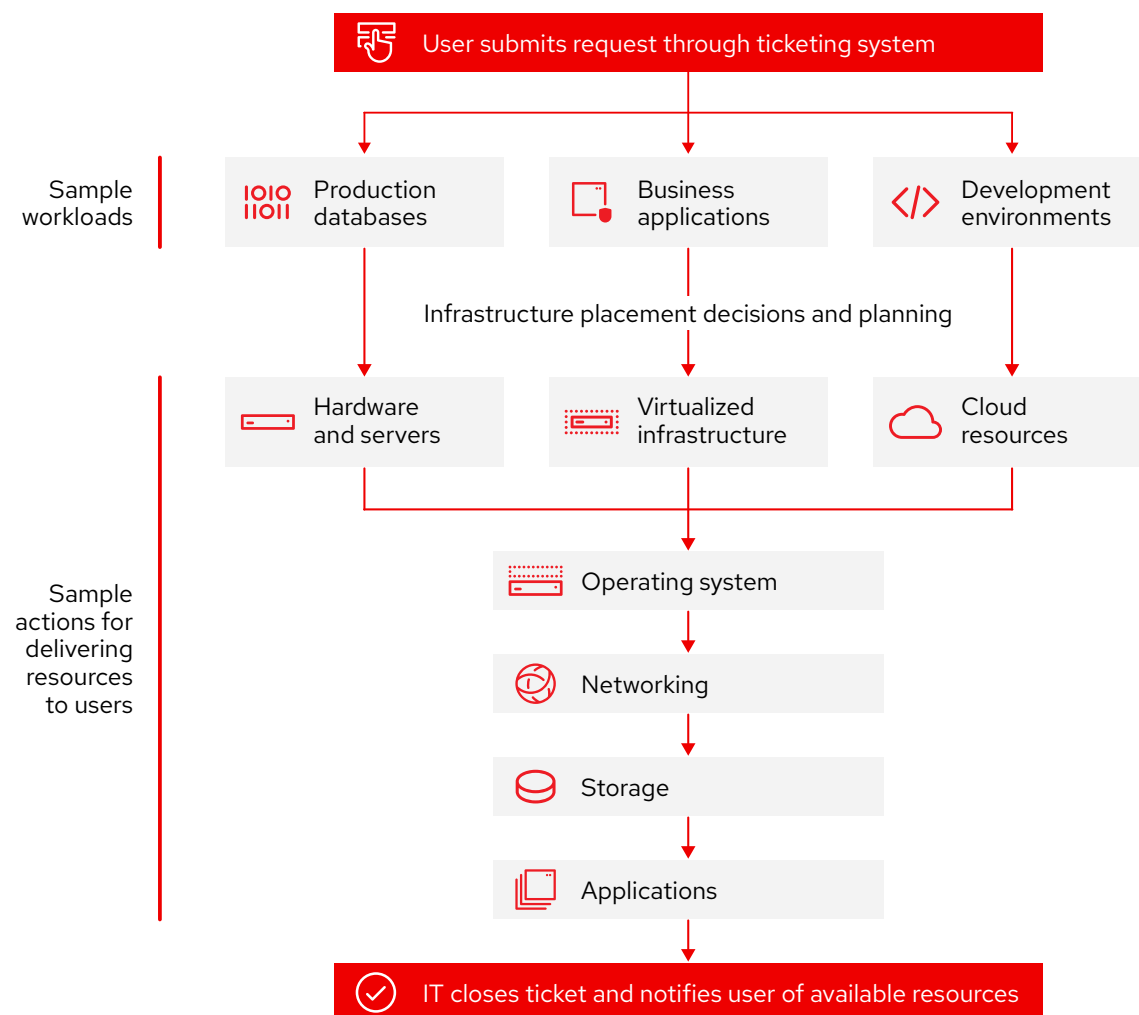 User submits request through ticketing system
Sample
workloads
1010
11011
Production
databases
Business
applications
</>
Development
environments
Infrastructure placement decisions and planning
Hardware
and servers
Virtualized
infrastructure
Cloud
resources
Sample
actions for
delivering
resources
to users
Operating system
Networking
Storage
Applications
IT closes ticket and notifies user of available resources